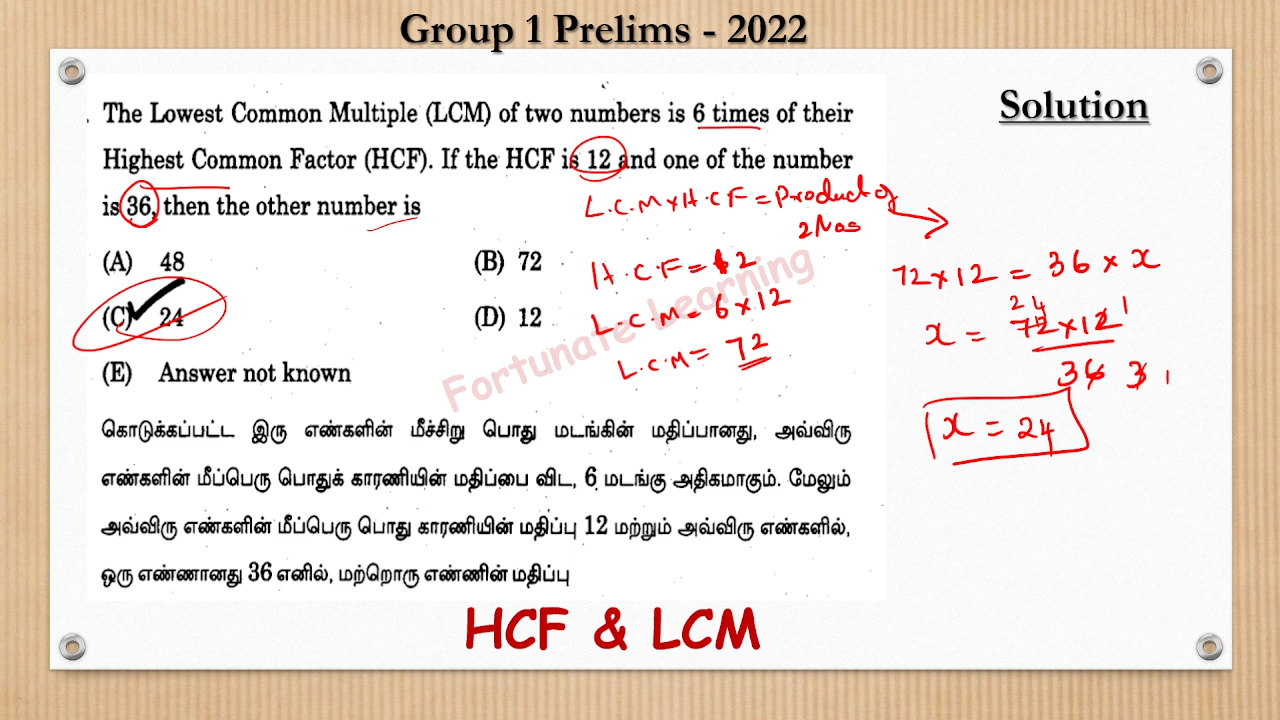 Group 1 Prelims - 2022
The Lowest Common Multiple (LCM) of two numbers is 6 times of their
Highest Common Factor (HCF). If the HCF is 12 and one of the number
is 36, then the other number is
(A) 48
(B) 72
(C) 24
(D) 12
(E) Answer not known
கொடுக்கப்பட்ட இரு எண்களின் மீச்சிறு பொது மடங்கின் மதிப்பானது, அவ்விரு
எண்களின் மீப்பெரு பொதுக் காரணியின் மதிப்பை விட, 6 மடங்கு அதிகமாகும். மேலும்
அவ்விரு எண்களின் மீப்பெரு பொது காரணியின் மதிப்பு 12 மற்றும் அவ்விரு எண்களில்,
ஒரு எண்ணானது 36 எனில், மற்றொரு எண்ணின் மதிப்பு
L.C.M x H.C.F = Product of
2 Nos
H.C.F = 12
L.C.M = 6 x 12
L.C.M = 72
Fortunate Learning
Solution
72 x 12 = 36 x x
24 1
x = 72 x 12
36 3 1
x = 24
HCF & LCM